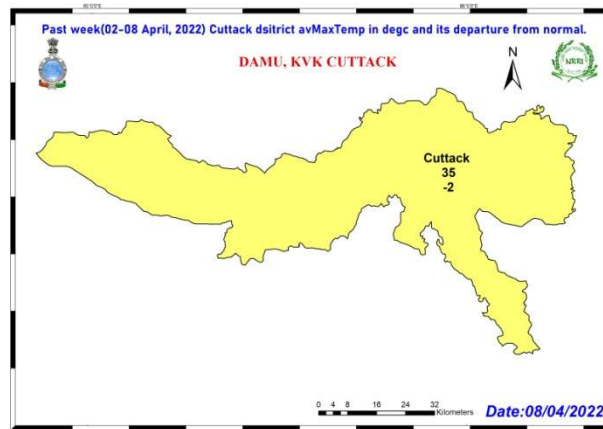 Past week(02-08 April, 2022) Cuttack dsitrict avMaxTemp in degc and its departure from normal.
DAMU, KVK CUTTACK
N
NRRI
Cuttack
35
-2
0 4 8 16 24 32
Kilometers
Date:08/04/2022